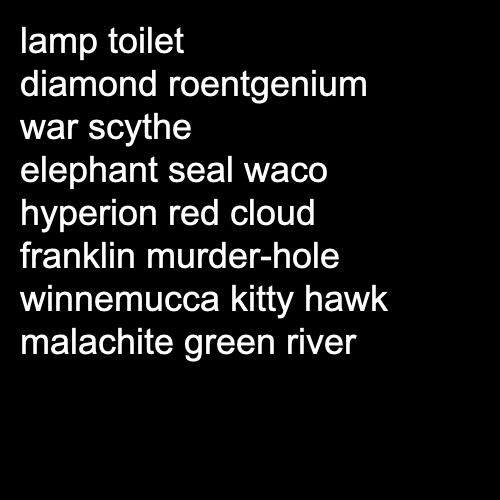 lamp toilet
diamond roentgenium
war scythe
elephant seal waco
hyperion red cloud
franklin murder-hole
winnemucca kitty hawk
malachite green river